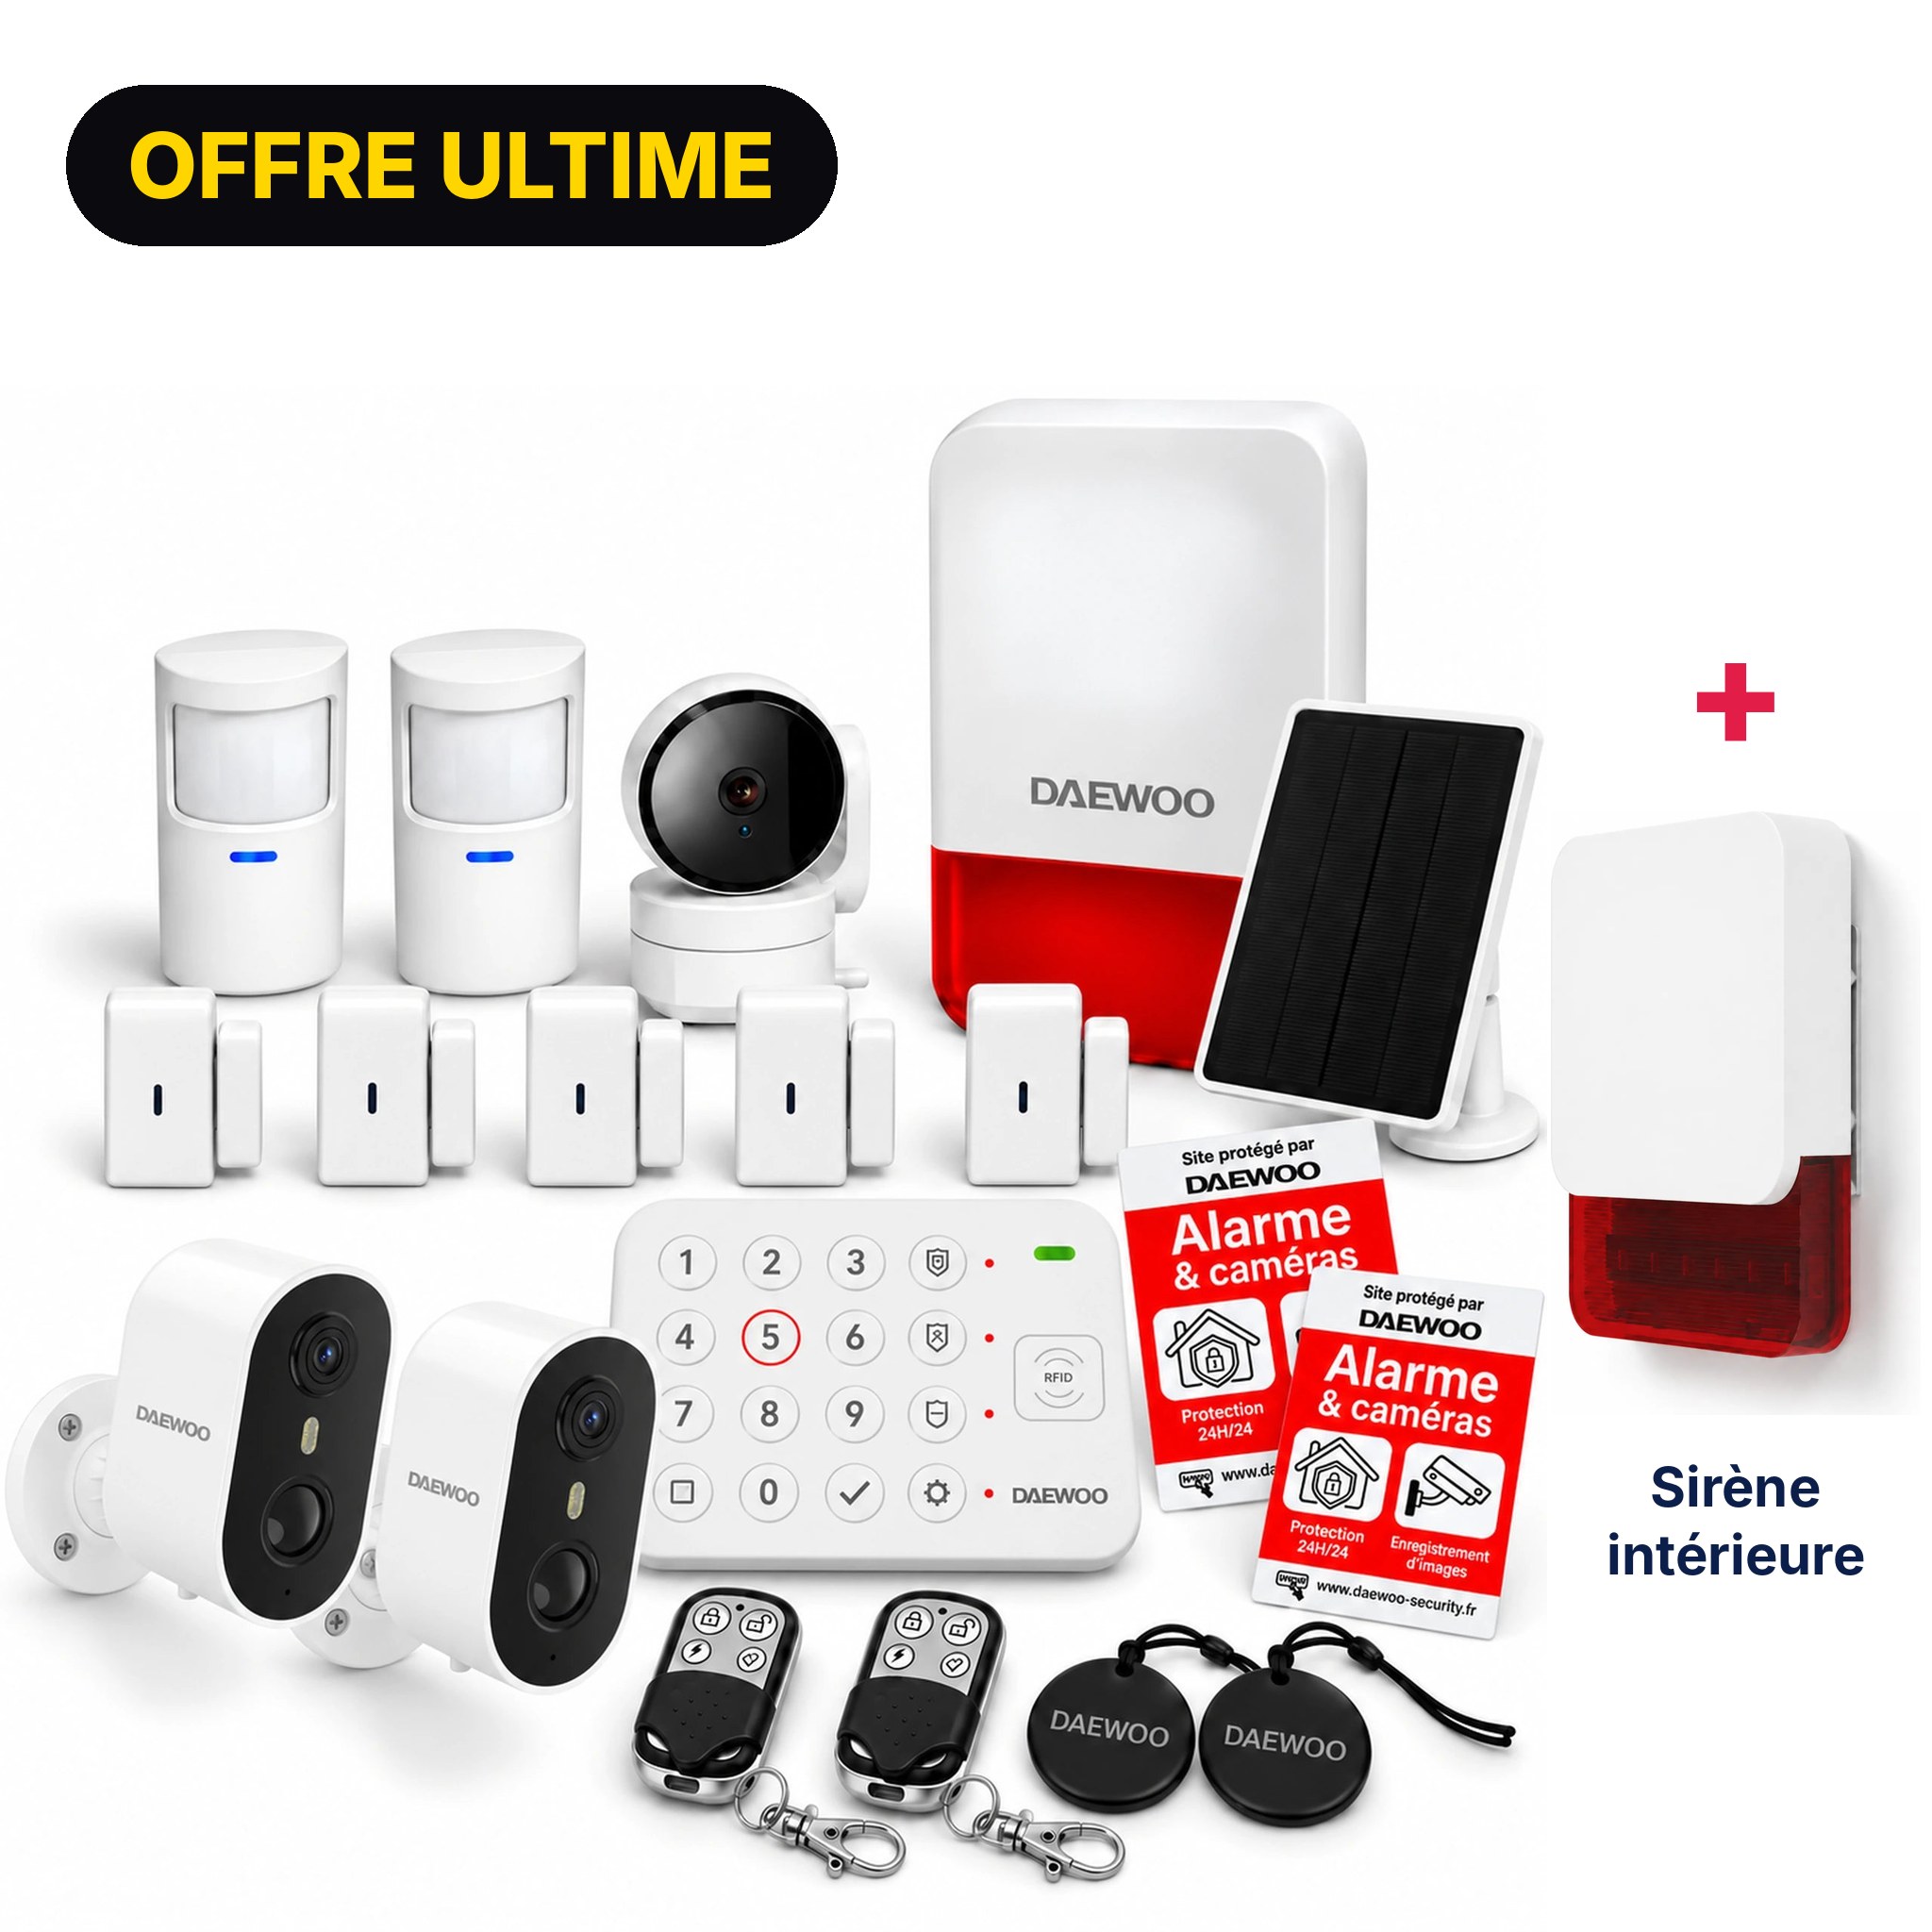 OFFRE ULTIME
DAEWOO
Site protégé par
DAEWOO
Alarme
& caméras
Protection
24H/24
www.da
Site protégé par
DAEWOO
Alarme
& caméras
Protection
24H/24
Enregistrement
d'images
www.daewoo-security.fr
1 2 3
4 5 6
7 8 9
0
RFID
DAEWOO
DAEWOO
DAEWOO
DAEWOO
DAEWOO
Sirène
intérieure